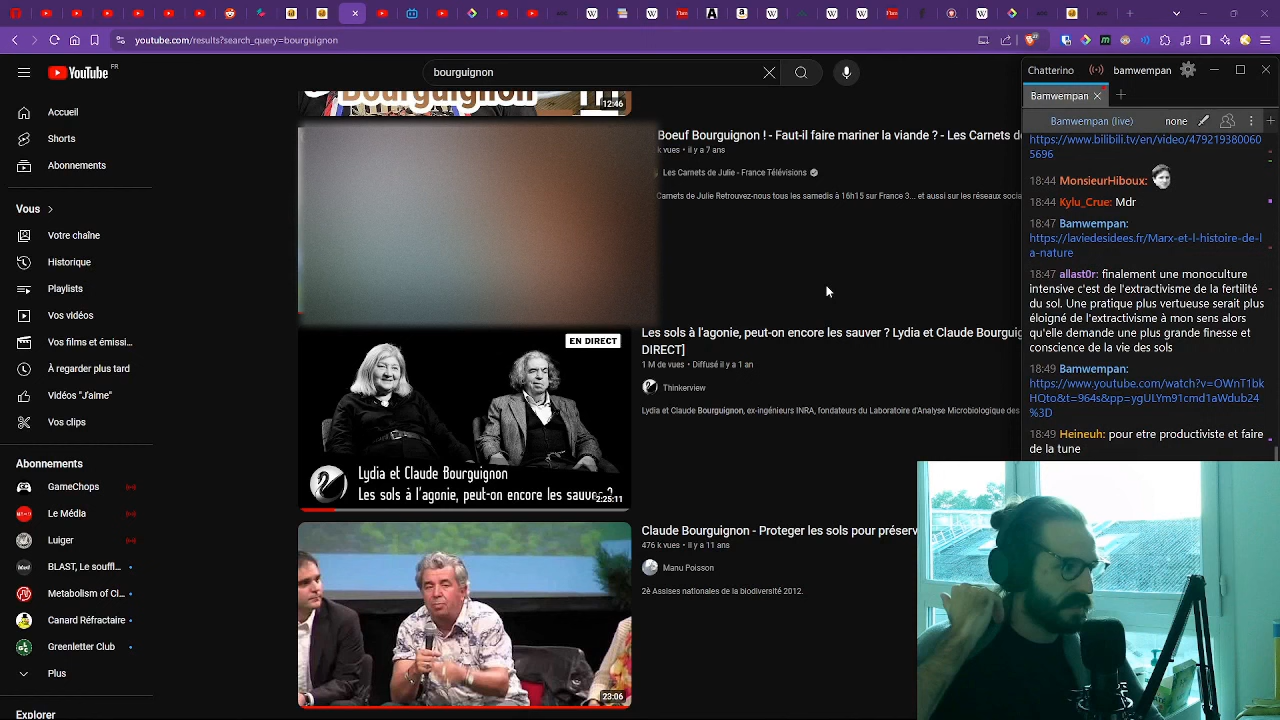 youtube.com/results?search_query=bourguignon
YouTube FR
bourguignon
Accueil
Shorts
Abonnements
Vous
Votre chaîne
Historique
Playlists
Vos vidéos
Vos films et émissi...
A regarder plus tard
Vidéos "J'aime"
Vos clips
Abonnements
GameChops
Le Média
Luiger
BLAST, Le souffl...
Metabolism of Ci...
Canard Réfractaire
Greenletter Club
Plus
Explorer
Bourguignon
12:46
Boeuf Bourguignon ! - Faut-il faire mariner la viande ? - Les Carnets d
k vues • il y a 7 ans
Les Carnets de Julie - France Télévisions
Carnets de Julie Retrouvez-nous tous les samedis à 16h15 sur France 3... et aussi sur les réseaux socia
EN DIRECT
Lydia et Claude Bourguignon
Les sols à l'agonie, peut-on encore les sauver ?
2:25:11
Les sols à l'agonie, peut-on encore les sauver ? Lydia et Claude Bourguig
DIRECT]
1 M de vues • Diffusé il y a 1 an
Thinkerview
Lydia et Claude Bourguignon, ex-ingénieurs INRA, fondateurs du Laboratoire d'Analyse Microbiologique des
23:06
Claude Bourguignon - Proteger les sols pour préserv
476 k vues • Il y a 11 ans
Manu Poisson
2è Assises nationales de la biodiversité 2012.
Chatterino
bamwempan
Bamwempan
Bamwempan (live)
none
https://www.bilibili.tv/en/video/479219380060
5696
18:44 MonsieurHiboux:
18:44 Kylu_Crue: Mdr
18:47 Bamwempan:
https://laviedesidees.fr/Marx-et-l-histoire-de-l
a-nature
18:47 allast0r: finalement une monoculture
intensive c'est de l'extractivisme de la fertilité
du sol. Une pratique plus vertueuse serait plus
éloigné de l'extractivisme à mon sens alors
qu'elle demande une plus grande finesse et
conscience de la vie des sols
18:49 Bamwempan:
https://www.youtube.com/watch?v=OWnT1bk
HQto&t=964s&pp=ygULYm91cmd1aWdub24
%3D
18:49 Heineuh: pour etre productiviste et faire
de la tune